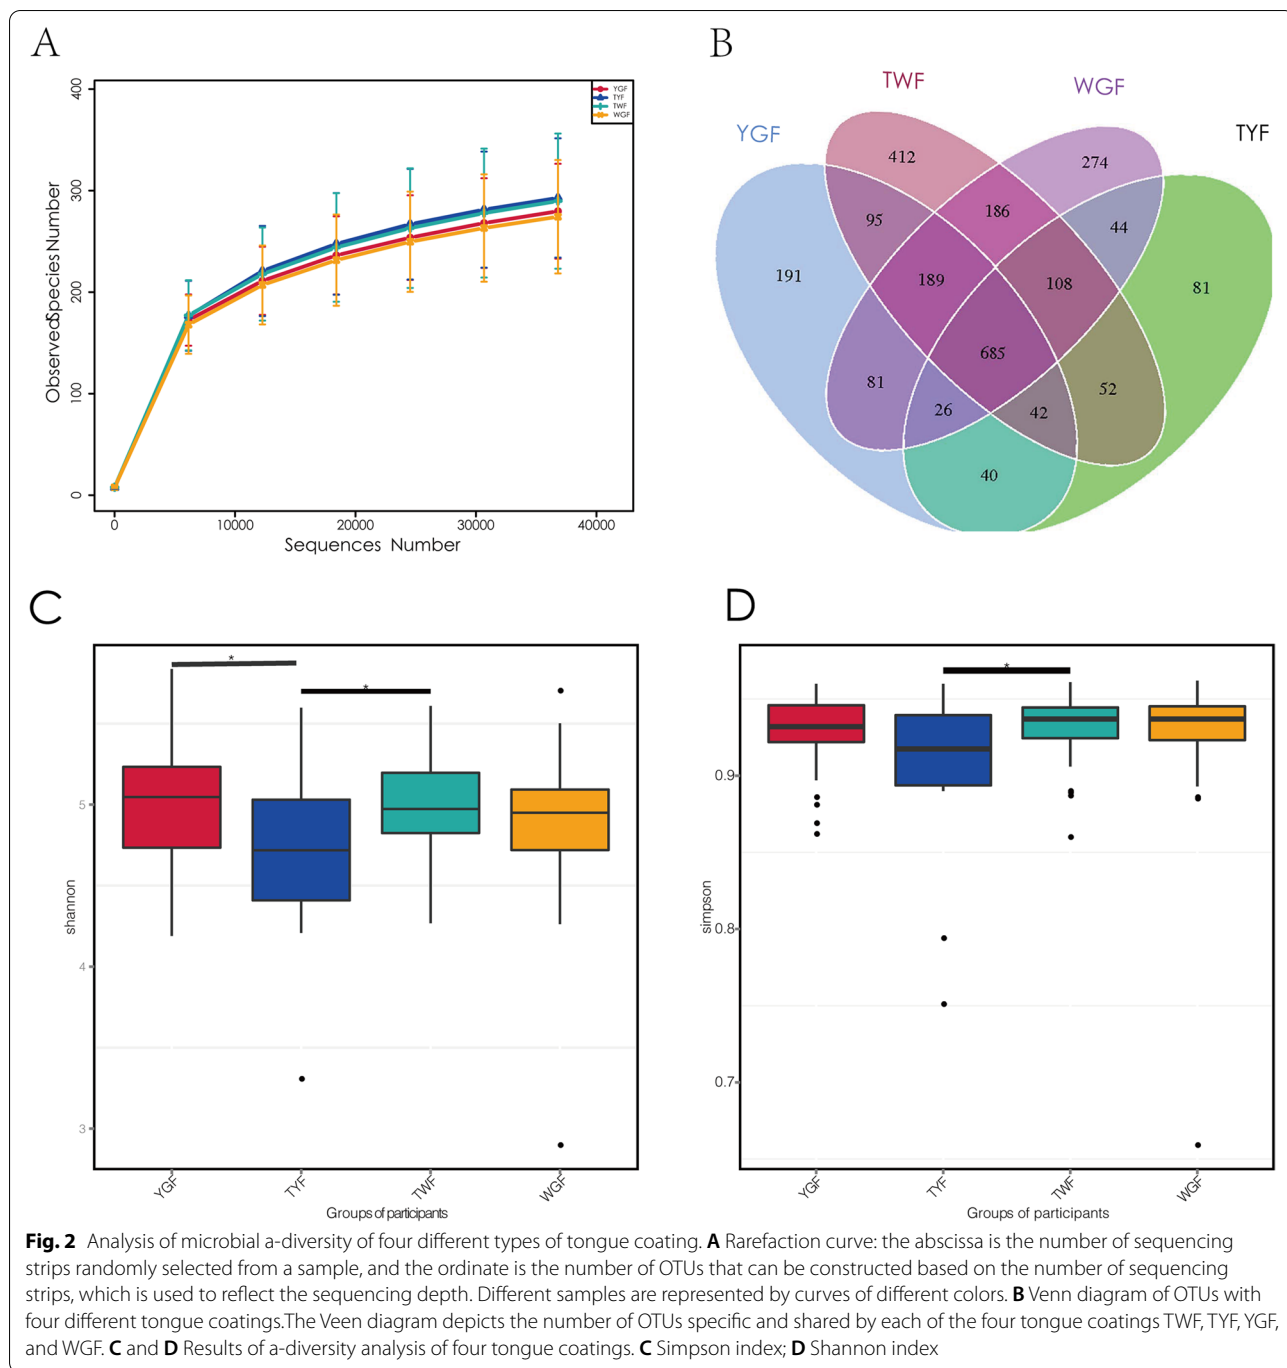 A
Observed Species Number
400
300
200
100
0
YGF
TYF
TWF
WGF
0 10000 20000 30000 40000
Sequences Number
B
YGF
TWF
WGF
TYF
412
274
95
186
44
191
189
108
81
685
81
26
42
52
40
C
shannon
5
4
3
*
*
YGF TYF TWF WGF
Groups of participants
D
simpson
0.9
0.8
0.7
*
YGF TYF TWF WGF
Groups of participants
Fig. 2 Analysis of microbial a-diversity of four different types of tongue coating. A Rarefaction curve: the abscissa is the number of sequencing
strips randomly selected from a sample, and the ordinate is the number of OTUs that can be constructed based on the number of sequencing
strips, which is used to reflect the sequencing depth. Different samples are represented by curves of different colors. B Venn diagram of OTUs with
four different tongue coatings.The Veen diagram depicts the number of OTUs specific and shared by each of the four tongue coatings TWF, TYF, YGF,
and WGF. C and D Results of a-diversity analysis of four tongue coatings. C Simpson index; D Shannon index